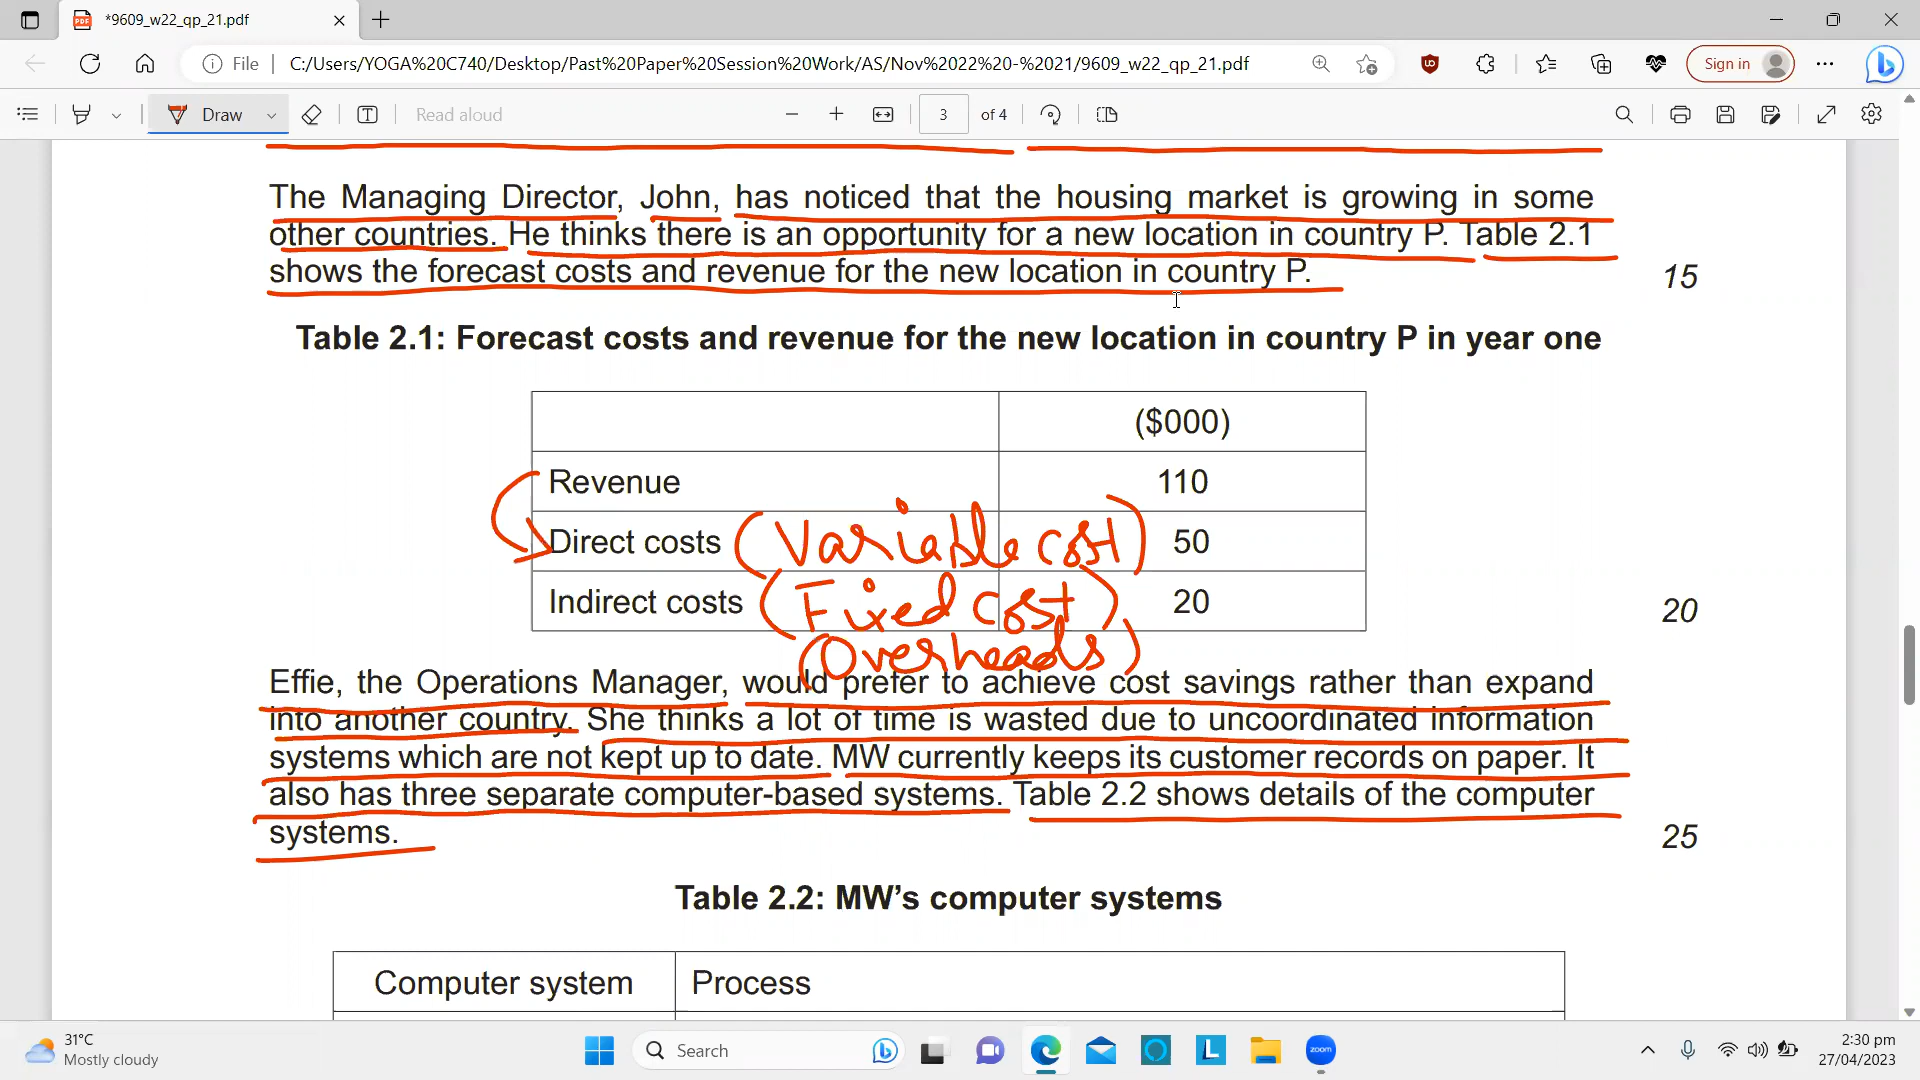 *9609_w22_qp_21.pdf
File
C:/Users/YOGA%20C740/Desktop/Past%20Paper%20Session%20Work/AS/Nov%2022%20-%2021/9609_w22_qp_21.pdf
Sign in
Draw
Read aloud
3 of 4
The Managing Director, John, has noticed that the housing market is growing in some
other countries. He thinks there is an opportunity for a new location in country P. Table 2.1
shows the forecast costs and revenue for the new location in country P.
15
Table 2.1: Forecast costs and revenue for the new location in country P in year one
($000)
Revenue 110
Direct costs (Variable cost) 50
Indirect costs (Fixed cost) 20
20
(Overheads)
Effie, the Operations Manager, would prefer to achieve cost savings rather than expand
into another country. She thinks a lot of time is wasted due to uncoordinated information
systems which are not kept up to date. MW currently keeps its customer records on paper. It
also has three separate computer-based systems. Table 2.2 shows details of the computer
systems.
25
Table 2.2: MW's computer systems
Computer system Process
31°C
Mostly cloudy
Search
zoom
2:30 pm
27/04/2023